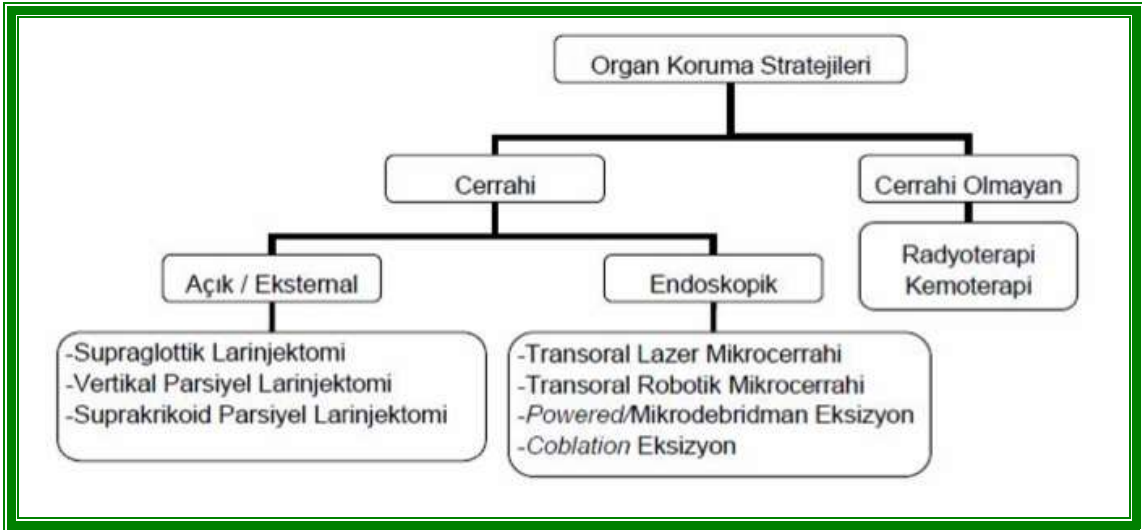 Organ Koruma Stratejileri
Cerrahi
Cerrahi Olmayan
Radyoterapi
Kemoterapi
Açık / Eksternal
Endoskopik
-Supraglottik Larinjektomi
-Vertikal Parsiyel Larinjektomi
-Suprakrikoid Parsiyel Larinjektomi
-Transoral Lazer Mikrocerrahi
-Transoral Robotik Mikrocerrahi
-Powered/Mikrodebridman Eksizyon
-Coblation Eksizyon